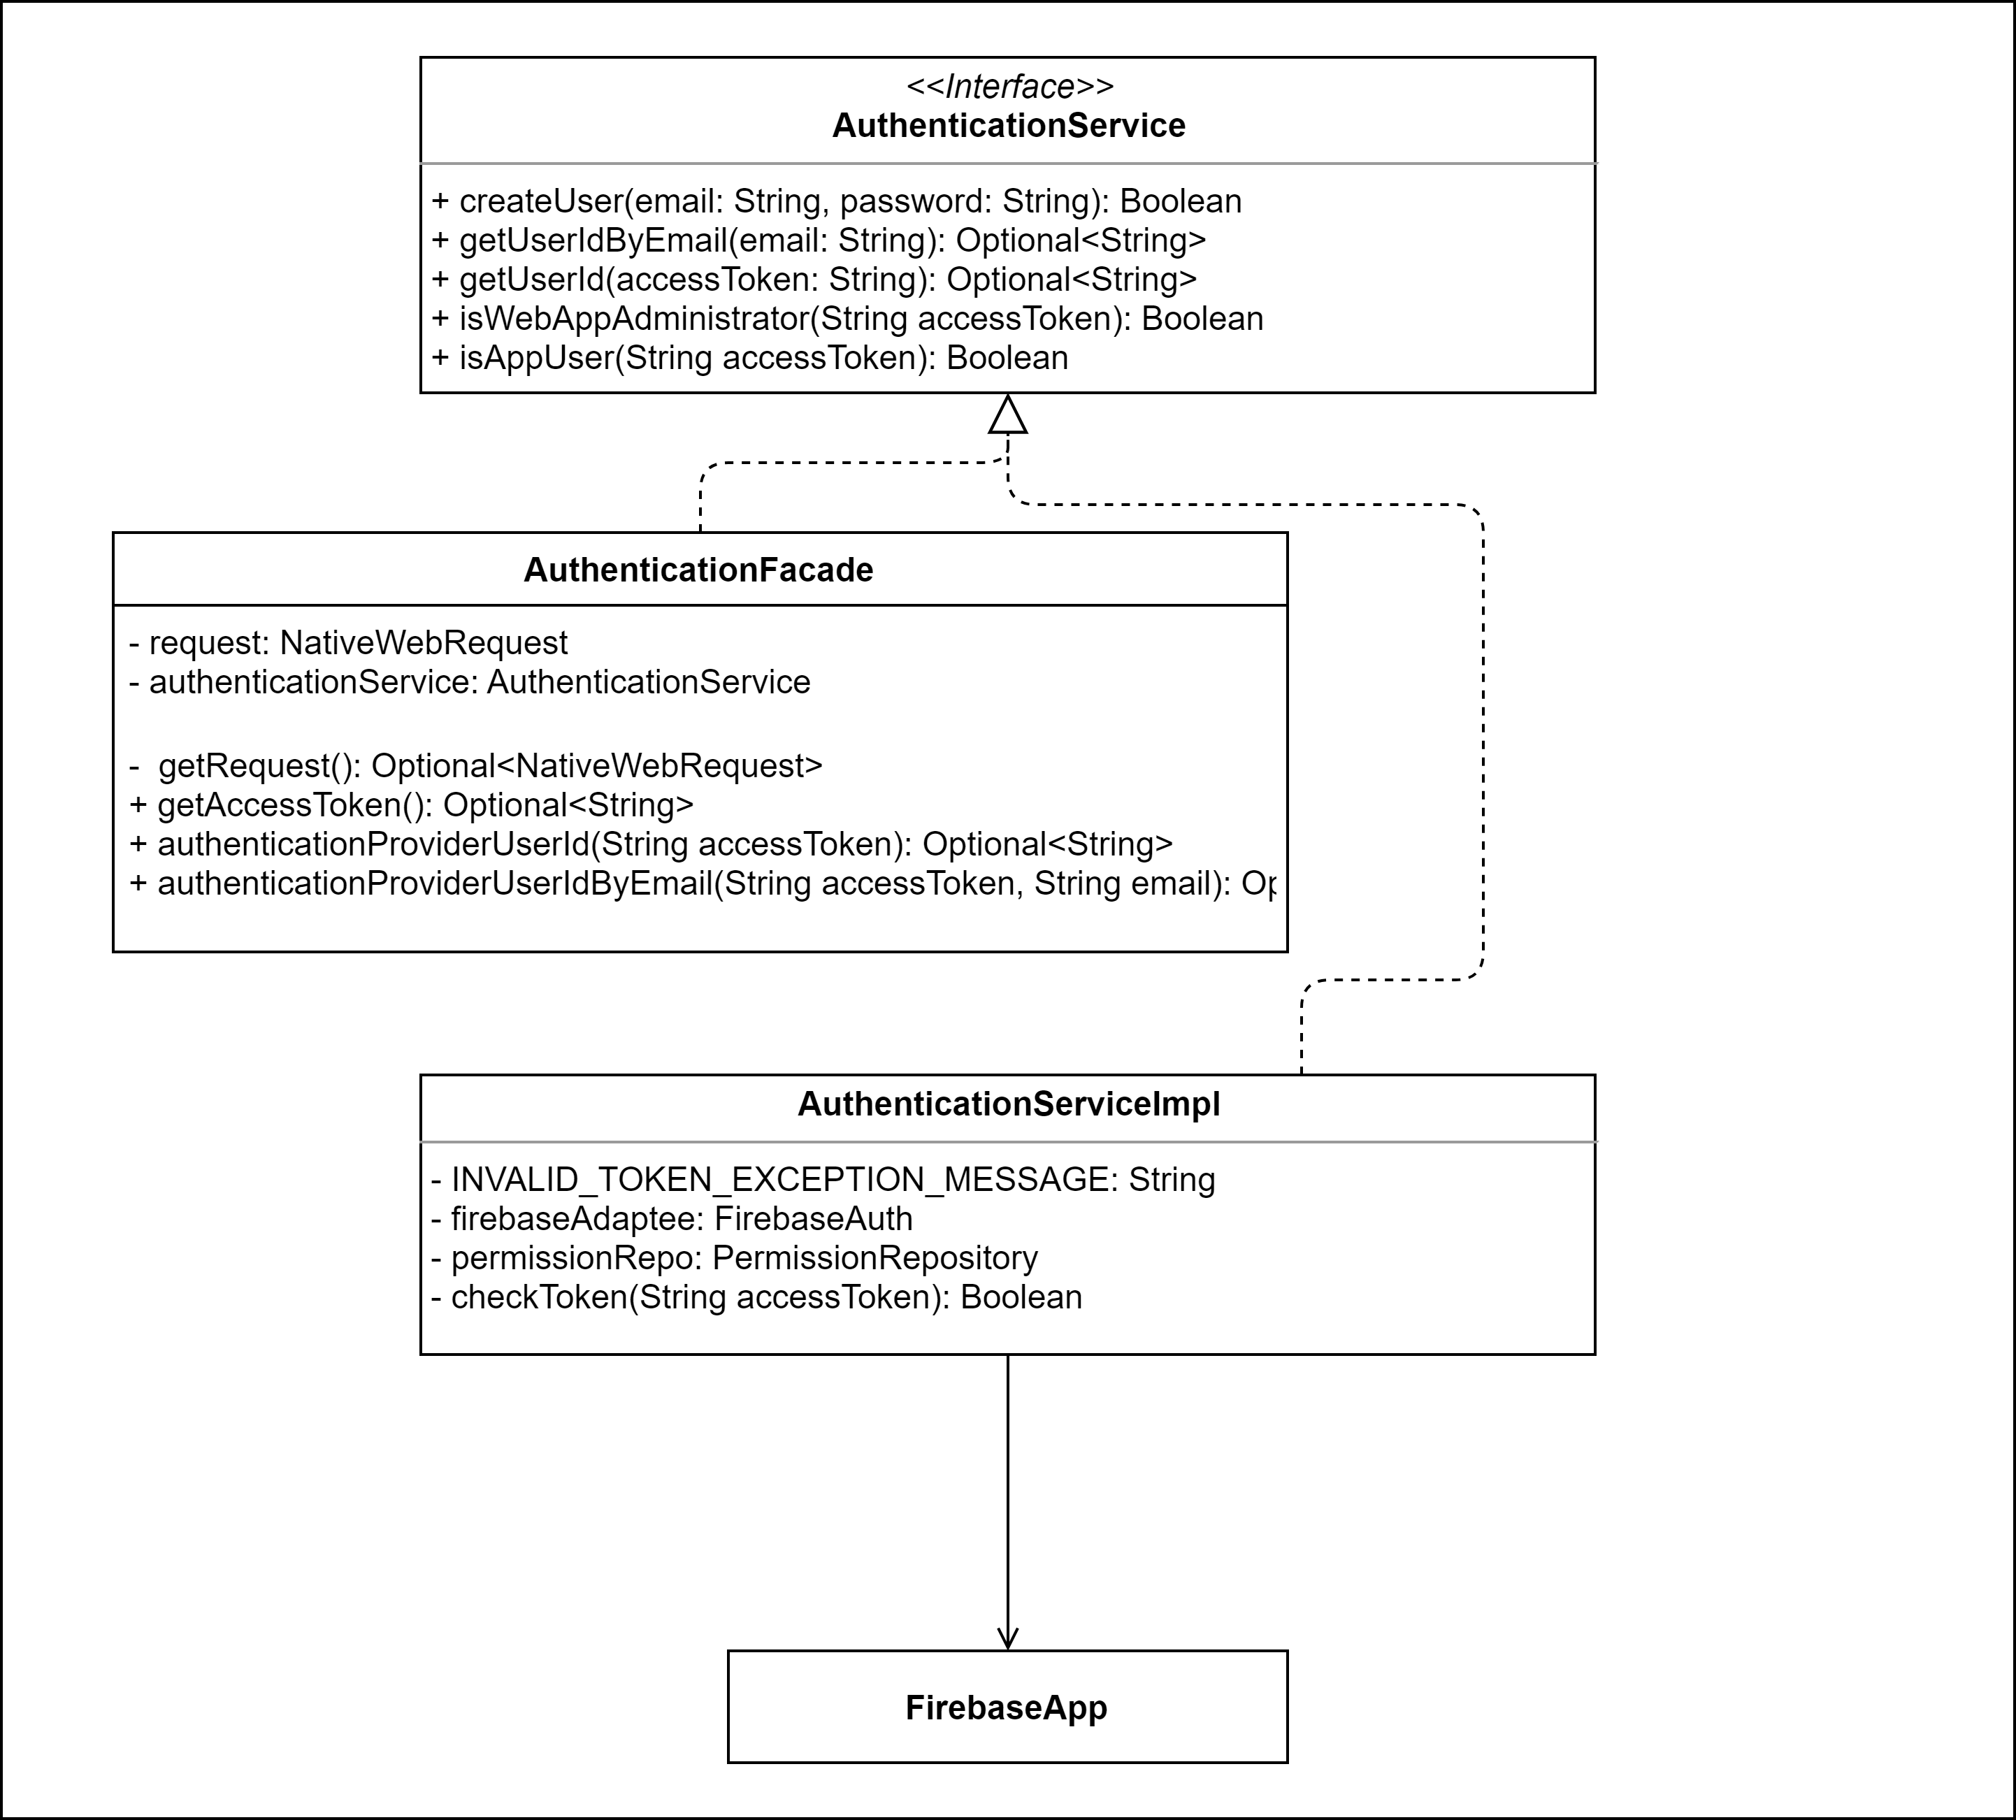 <<Interface>>
AuthenticationService
+ createUser(email: String, password: String): Boolean
+ getUserIdByEmail(email: String): Optional<String>
+ getUserId(accessToken: String): Optional<String>
+ isWebAppAdministrator(String accessToken): Boolean
+ isAppUser(String accessToken): Boolean
AuthenticationFacade
- request: NativeWebRequest
- authenticationService: AuthenticationService
- getRequest(): Optional<NativeWebRequest>
+ getAccessToken(): Optional<String>
+ authenticationProviderUserId(String accessToken): Optional<String>
+ authenticationProviderUserIdByEmail(String accessToken, String email):
AuthenticationServiceImpl
- INVALID_TOKEN_EXCEPTION_MESSAGE: String
- firebaseAdaptee: FirebaseAuth
- permissionRepo: PermissionRepository
- checkToken(String accessToken): Boolean
FirebaseApp